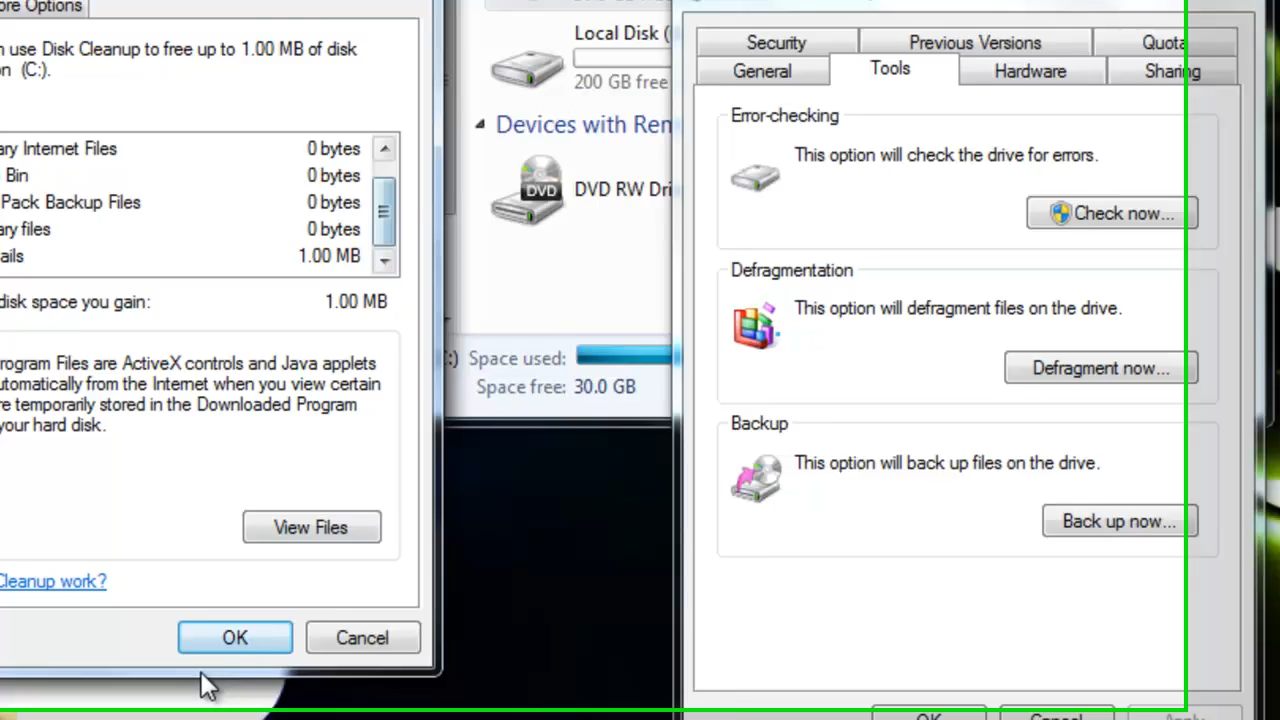 ore Options
n use Disk Cleanup to free up to 1.00 MB of disk
on (C:).
ary Internet Files 0 bytes
Bin 0 bytes
Pack Backup Files 0 bytes
ary files 0 bytes
ails 1.00 MB
disk space you gain: 1.00 MB
rogram Files are ActiveX controls and Java applets
utomatically from the Internet when you view certain
re temporarily stored in the Downloaded Program
your hard disk.
View Files
Cleanup work?
OK Cancel
Local Disk (
200 GB free
Devices with Ren
DVD
DVD RW Dri
:) Space used:
Space free: 30.0 GB
Security Previous Versions Quota
General Tools Hardware Sharing
Error-checking
This option will check the drive for errors.
Check now...
Defragmentation
This option will defragment files on the drive.
Defragment now...
Backup
This option will back up files on the drive.
Back up now...
OK Cancel Apply